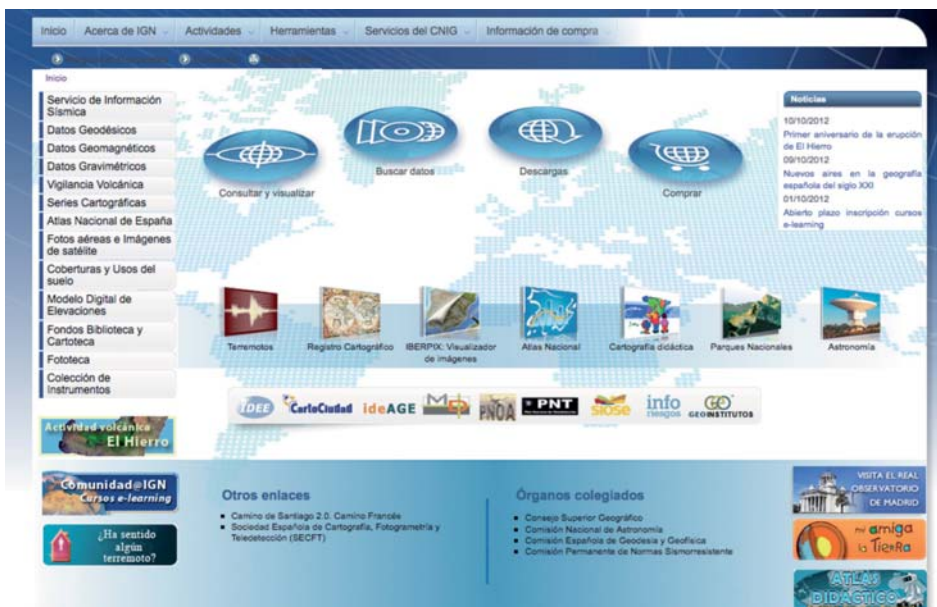 Inicio
Acerca de IGN
Actividades
Herramientas
Servicios del CNIG
Información de compra
Inicio
Servicio de Información
Sísmica
Datos Geodésicos
Datos Geomagnéticos
Datos Gravimétricos
Vigilancia Volcánica
Series Cartográficas
Atlas Nacional de España
Fotos aéreas e Imágenes
de satélite
Coberturas y Usos del
suelo
Modelo Digital de
Elevaciones
Fondos Biblioteca y
Cartoteca
Fototeca
Colección de
Instrumentos
Actividad volcánica
El Hierro
Comunidad@IGN
Cursos e-learning
¿Ha sentido
algún
terremoto?
Consultar y visualizar
Buscar datos
Descargas
Comprar
Terremotos
Registro Cartográfico
IBERPIX: Visualizador
de imágenes
Atlas Nacional
Cartografía didáctica
Parques Nacionales
Astronomía
IDEE
CartoCiudad
ideAGE
PNOA
PNT
siose
info
riesgos
GEOINSTITUTOS
Otros enlaces
Camino de Santiago 2.0. Camino Francés
Sociedad Española de Cartografía, Fotogrametría y
Teledetección (SECFT)
Órganos colegiados
Consejo Superior Geográfico
Comisión Nacional de Astronomía
Comisión Española de Geodesia y Geofísica
Comisión Permanente de Normas Sismorresistente
Noticias
10/10/2012
Primer aniversario de la erupción
de El Hierro
09/10/2012
Nuevos aires en la geografía
española del siglo XXI
01/10/2012
Abierto plazo inscripción cursos
e-learning
VISITA EL REAL
OBSERVATORIO
DE MADRID
mi amiga
la Tierra
ATLAS
DIDÁCTICO